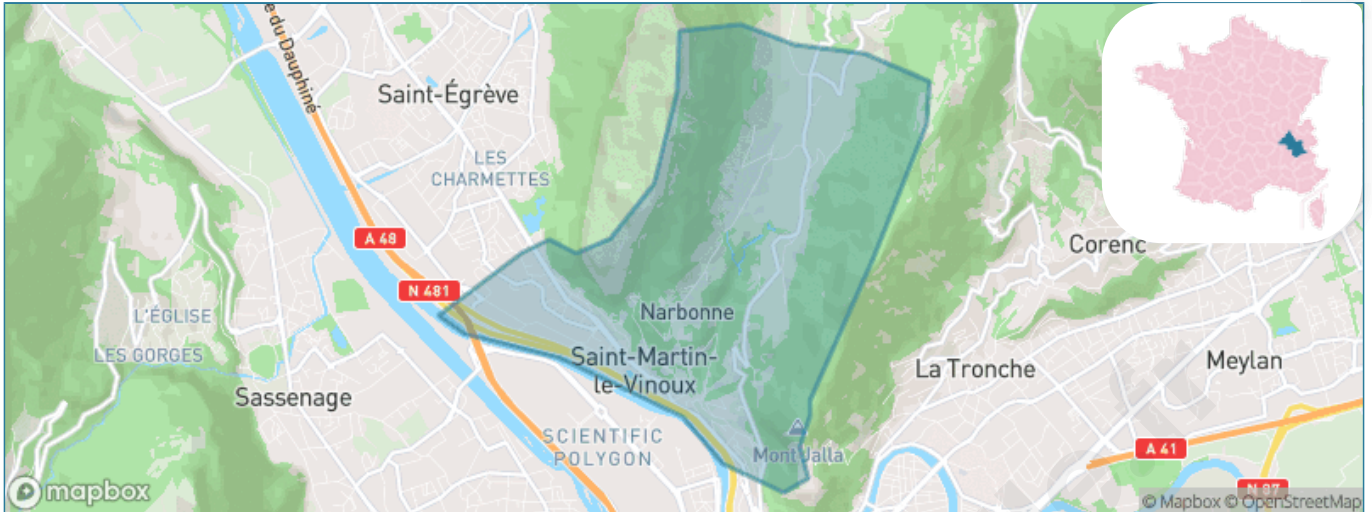 e du Dauphiné
Saint-Égrève
LES
CHARMETTES
A 48
N 481
L'ÉGLISE
LES GORGES
Sassenage
Narbonne
Saint-Martin-
le-Vinoux
SCIENTIFIC
POLYGON
Mont Jalla
Corenc
La Tronche
Meylan
A 41
N 87
mapbox
© Mapbox © OpenStreetMap